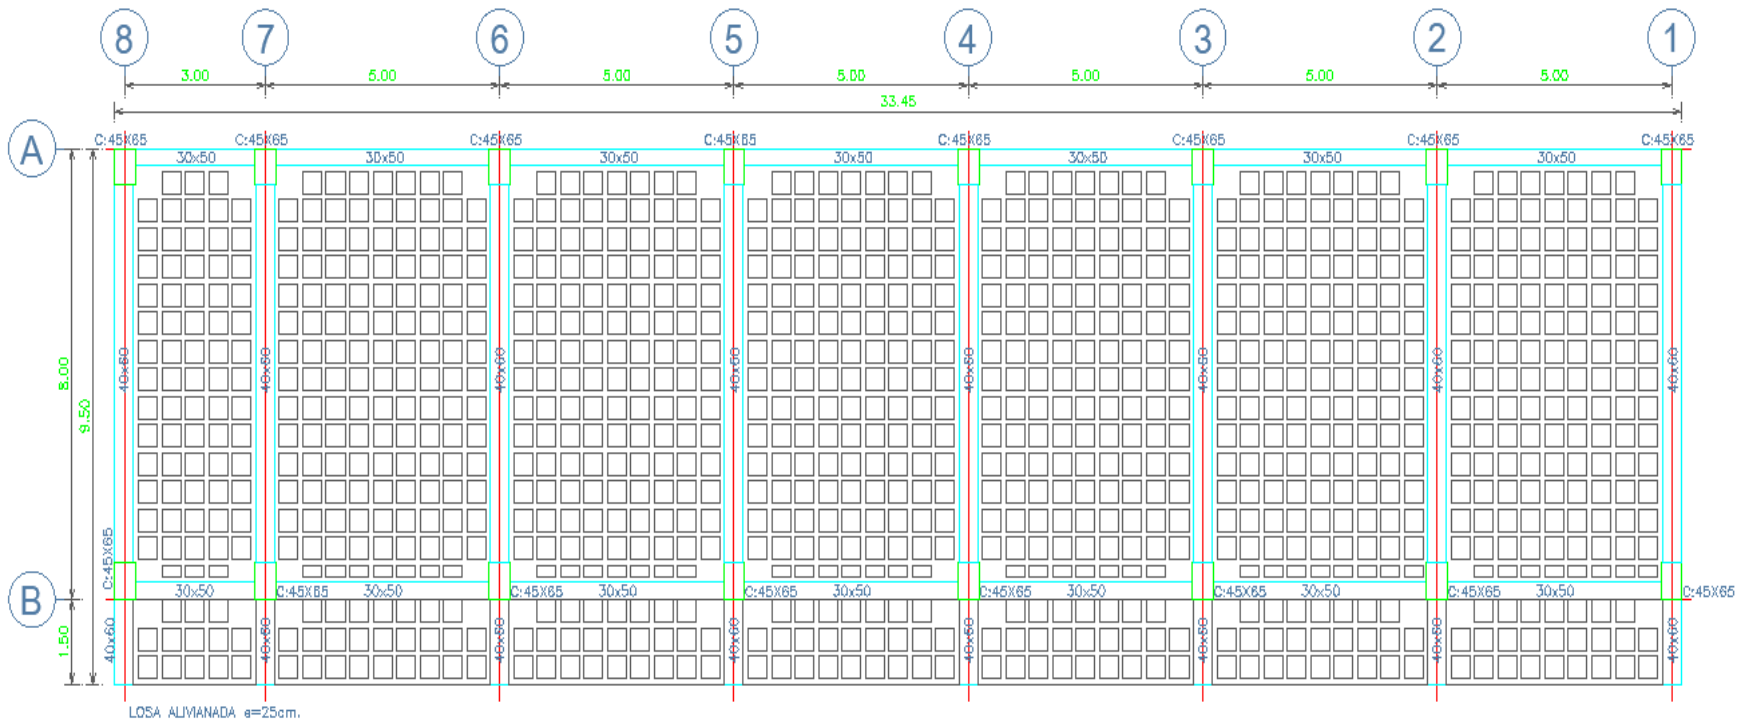 8 7 6 5 4 3 2 1
3.00 5.00 5.00 5.00 5.00 5.00 5.00
33.45
C:45X65 C:45X65 C:45X65 C:45X65 C:45X65 C:45X65 C:45X65 C:45X65
A
30x50 30x50 30x50 30x50 30x50 30x50 30x50
8.00
9.50
40x60 40x60 40x60 40x60 40x60 40x60 40x60 40x60
C:45X65
B
30x50 C:45X65 30x50 C:45X65 30x50 C:45X65 30x50 C:45X65 30x50 C:45X65 30x50 C:45X65 30x50 C:45X65
1.50
40x60 40x60 40x60 40x60 40x60 40x60 40x60 40x60
LOSA ALIVIANADA e=25cm.